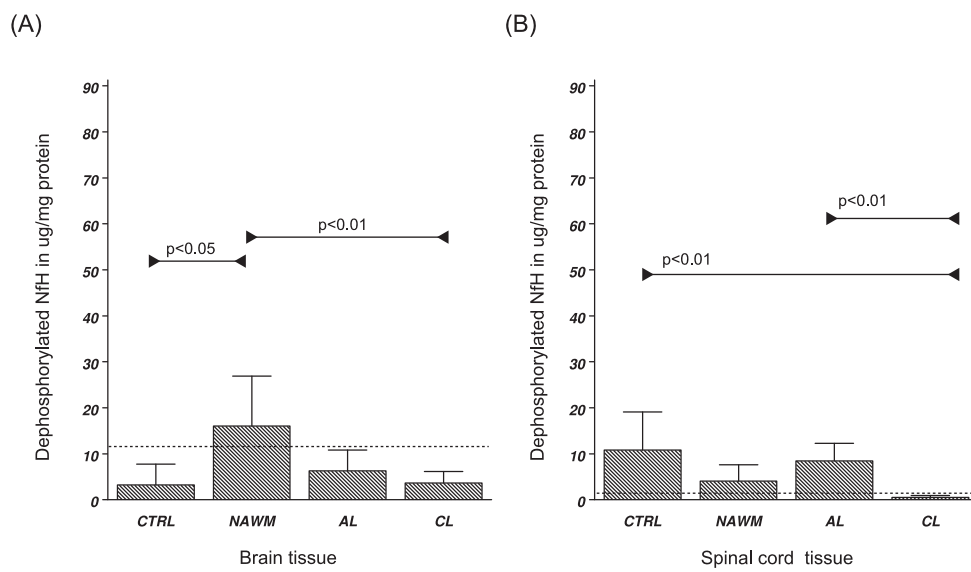 (A)
Dephosphorylated NfH in ug/mg protein
90
80
70
60
50
40
30
20
10
0
p<0.05
p<0.01
CTRL NAWM AL CL
Brain tissue
(B)
Dephosphorylated NfH in ug/mg protein
90
80
70
60
50
40
30
20
10
0
p<0.01
p<0.01
CTRL NAWM AL CL
Spinal cord tissue